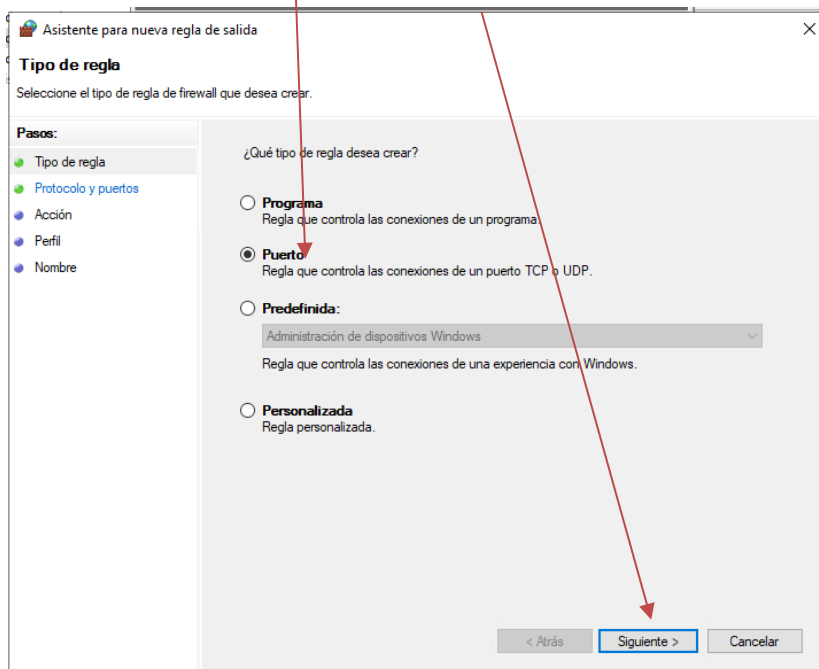 Asistente para nueva regla de salida
Tipo de regla
Seleccione el tipo de regla de firewall que desea crear.
Pasos:
Tipo de regla
Protocolo y puertos
Acción
Perfil
Nombre
¿Qué tipo de regla desea crear?
Programa
Regla que controla las conexiones de un programa.
Puerto
Regla que controla las conexiones de un puerto TCP o UDP.
Predefinida:
Administración de dispositivos Windows
Regla que controla las conexiones de una experiencia con Windows.
Personalizada
Regla personalizada.
< Atrás
Siguiente >
Cancelar